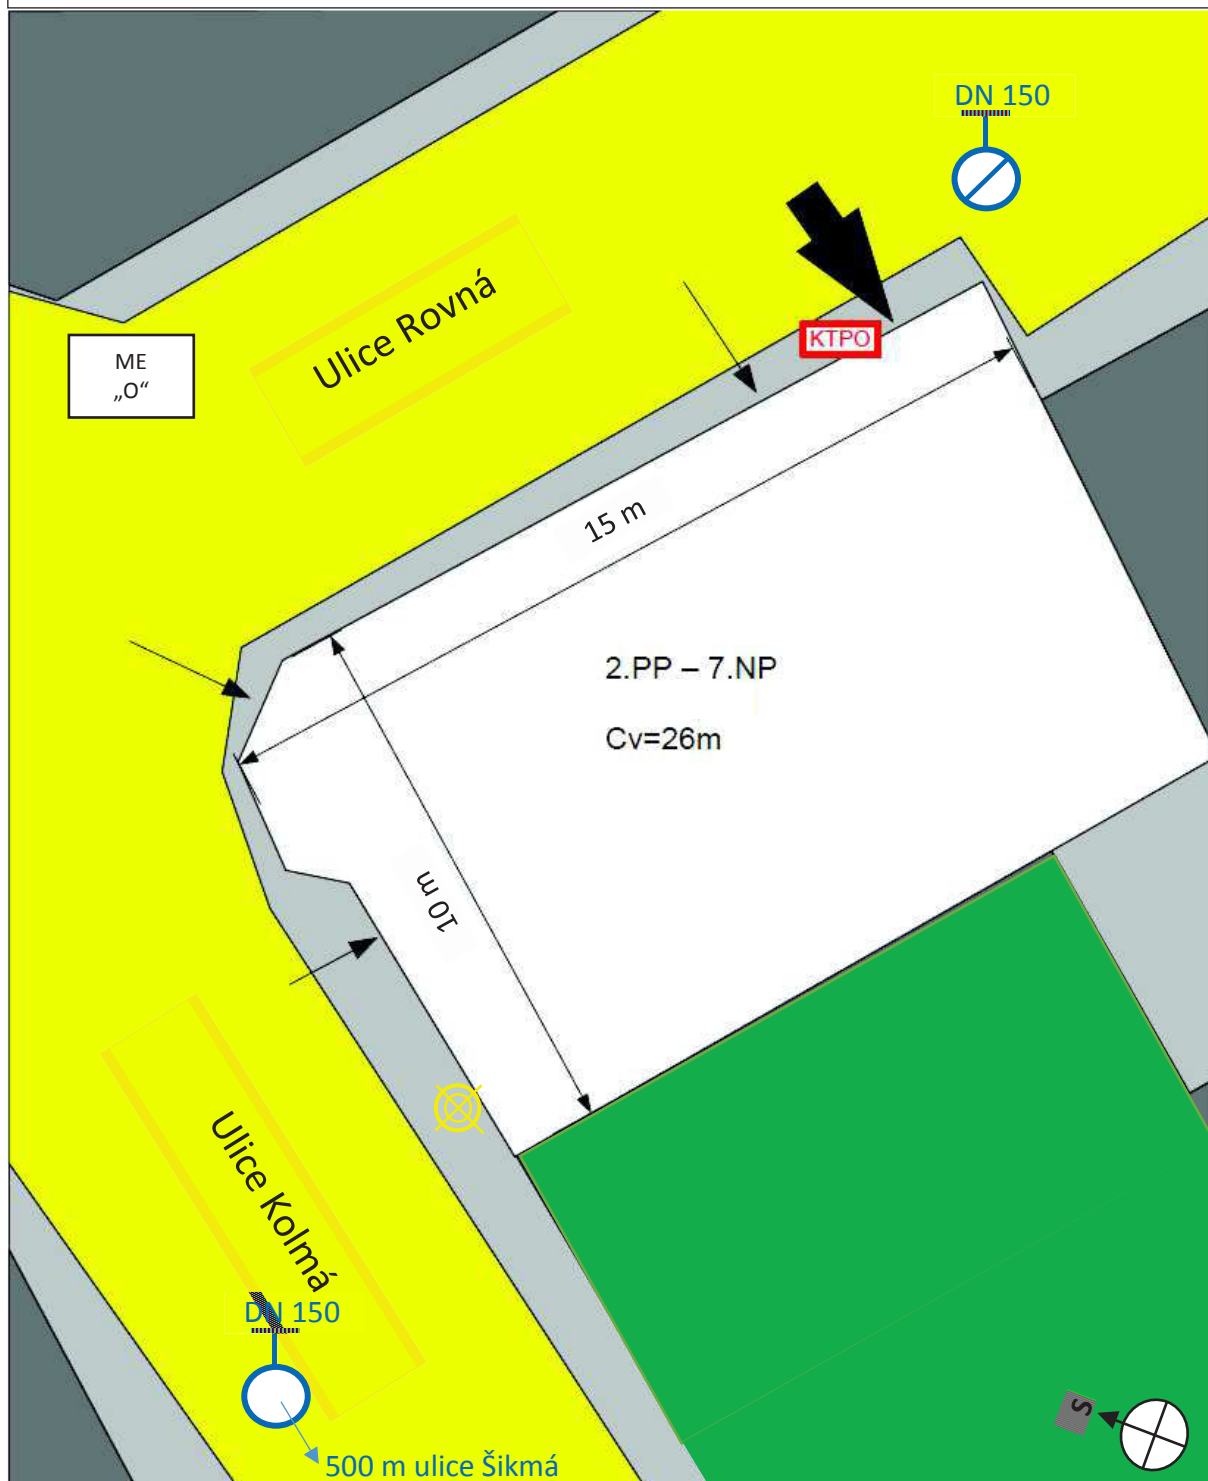 DN 150
Ulice Rovná
KTPO
ME
„O“
15 m
2.PP – 7.NP
Cv=26m
10 m
Ulice Kolmá
DN 150
S
500 m ulice Šikmá